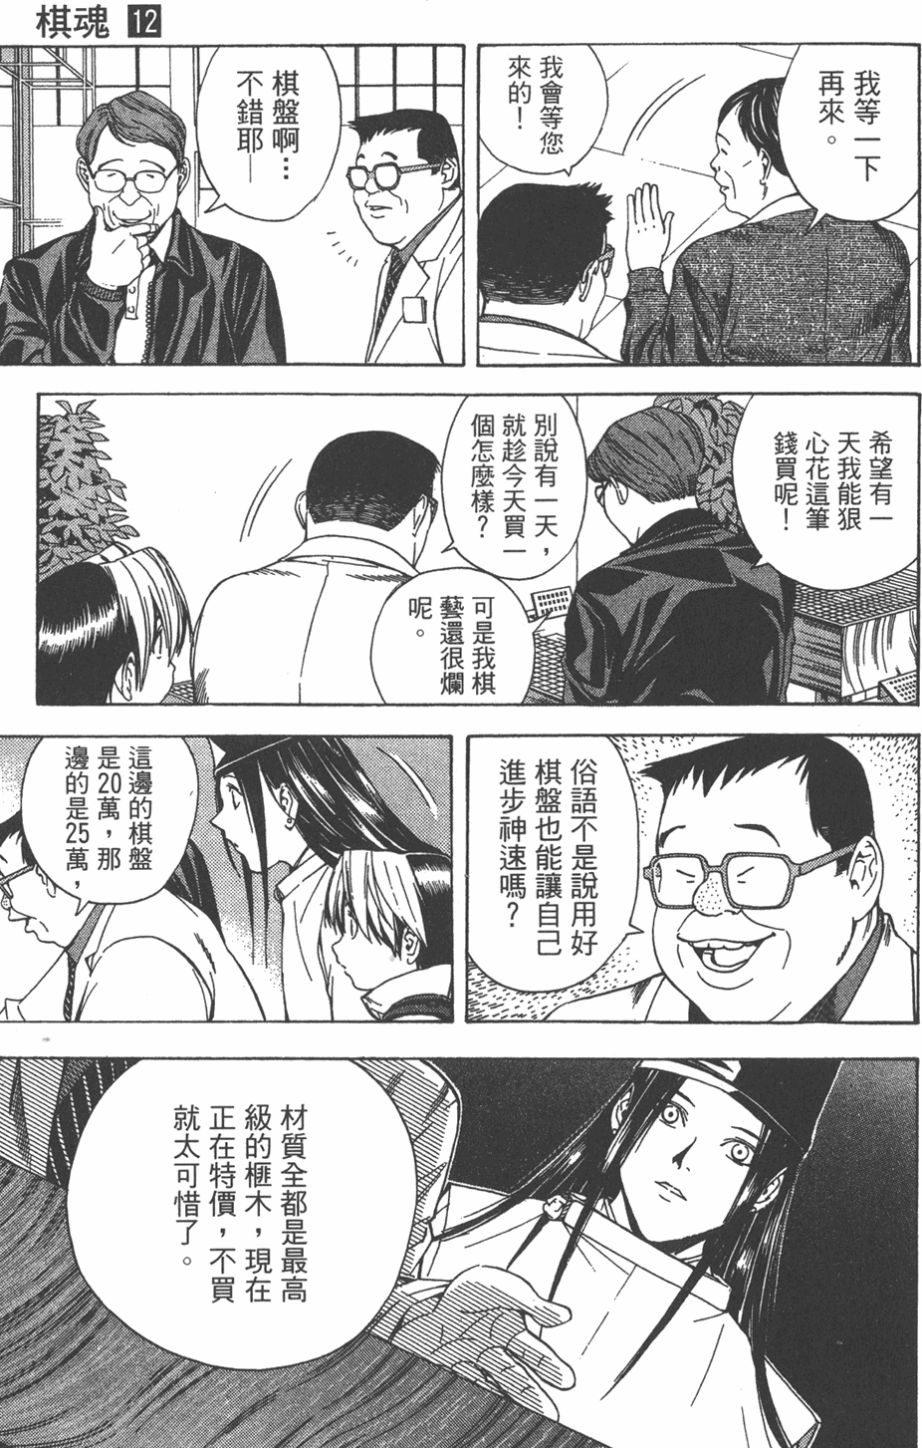 棋魂 12
我等一下
再來。
我會等您
來的！
棋盤啊…
不錯耶—
希望有一
天我能狠
心花這筆
錢買呢！
別說有一天，
就趁今天買一
個怎麼樣？
可是我棋
藝還很爛
呢。
俗語不是說用好
棋盤也能讓自己
進步神速嗎？
這邊的棋盤
是20萬，那
邊的是25萬，
材質全都是最高
級的榧木，現在
正在特價，不買
就太可惜了。